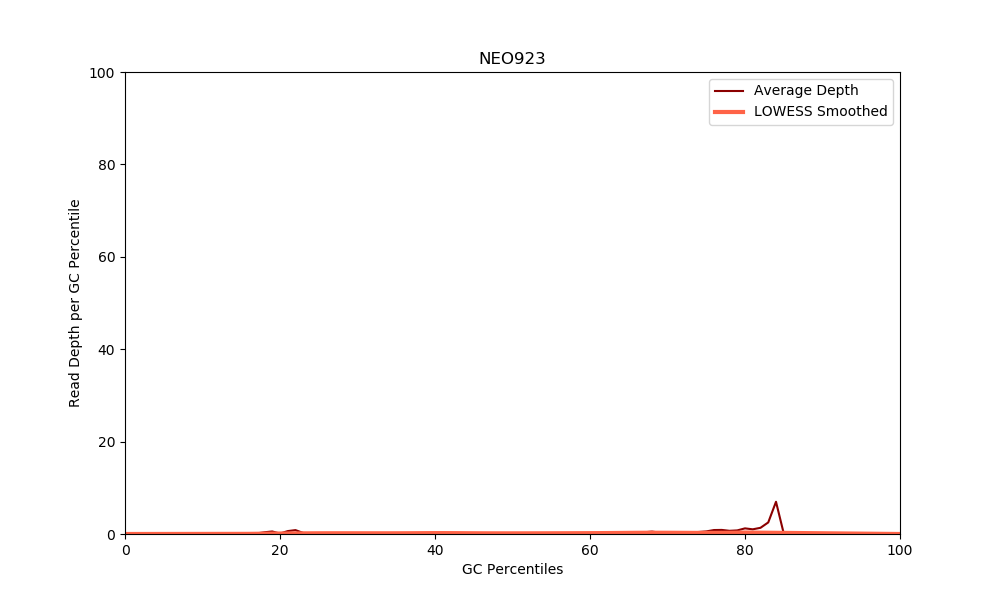 NEO923
100
80
60
40
20
0
Read Depth per GC Percentile
Average Depth
LOWESS Smoothed
0 20 40 60 80 100
GC Percentiles